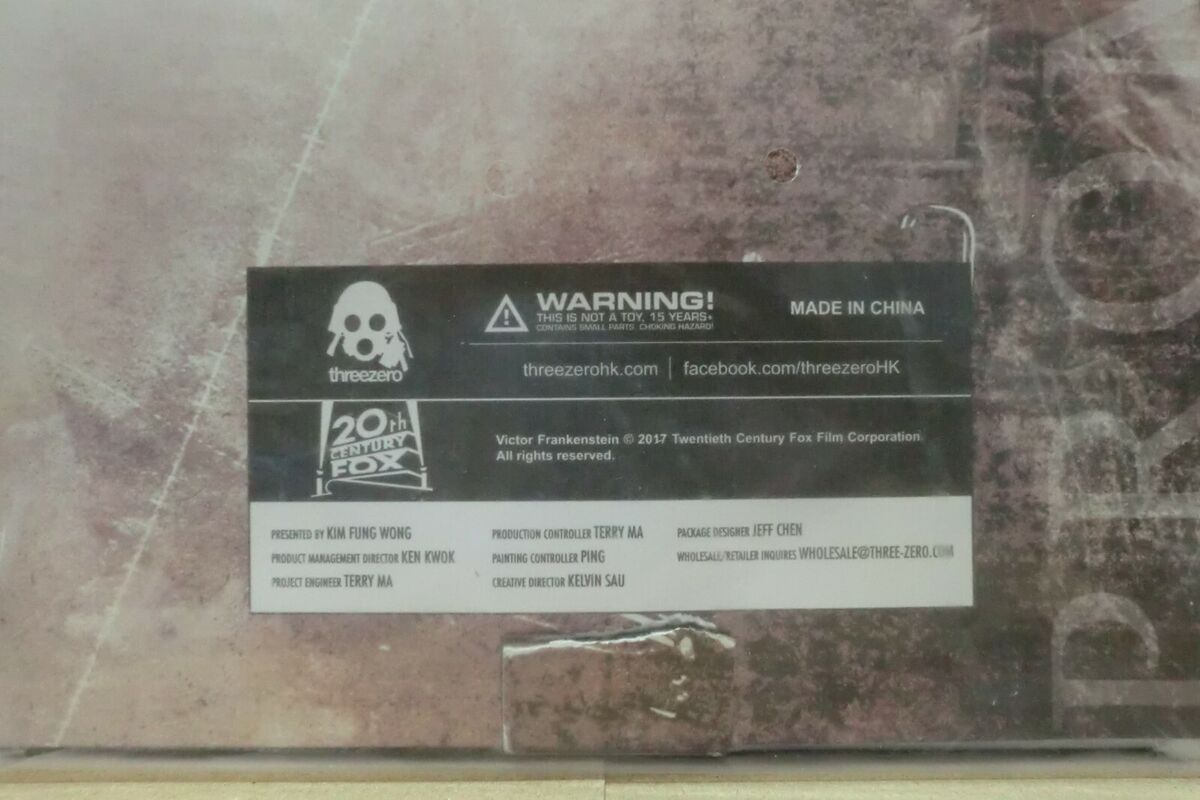 WARNING!
THIS IS NOT A TOY, 15 YEARS+
CONTAINS SMALL PARTS. CHOKING HAZARD!
MADE IN CHINA
threezero
threezerohk.com | facebook.com/threezeroHK
20th
CENTURY
FOX
Victor Frankenstein © 2017 Twentieth Century Fox Film Corporation
All rights reserved.
PRESENTED BY KIM FUNG WONG
PRODUCT MANAGEMENT DIRECTOR KEN KWOK
PROJECT ENGINEER TERRY MA
PRODUCTION CONTROLLER TERRY MA
PAINTING CONTROLLER PING
CREATIVE DIRECTOR KELVIN SAU
PACKAGE DESIGNER JEFF CHEN
WHOLESALE/RETAILER INQUIRES WHOLESALE@THREE-ZERO.COM